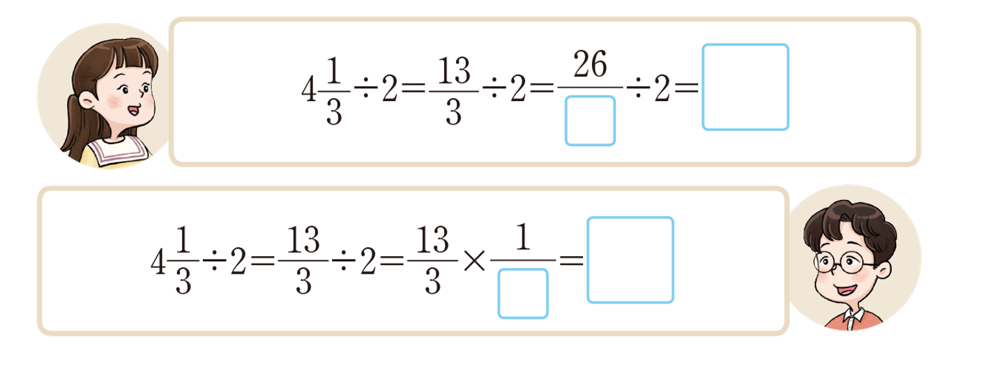 4 1/3 ÷ 2 = 13/3 ÷ 2 = 26/□ ÷ 2 = □
4 1/3 ÷ 2 = 13/3 ÷ 2 = 13/3 × 1/□ = □